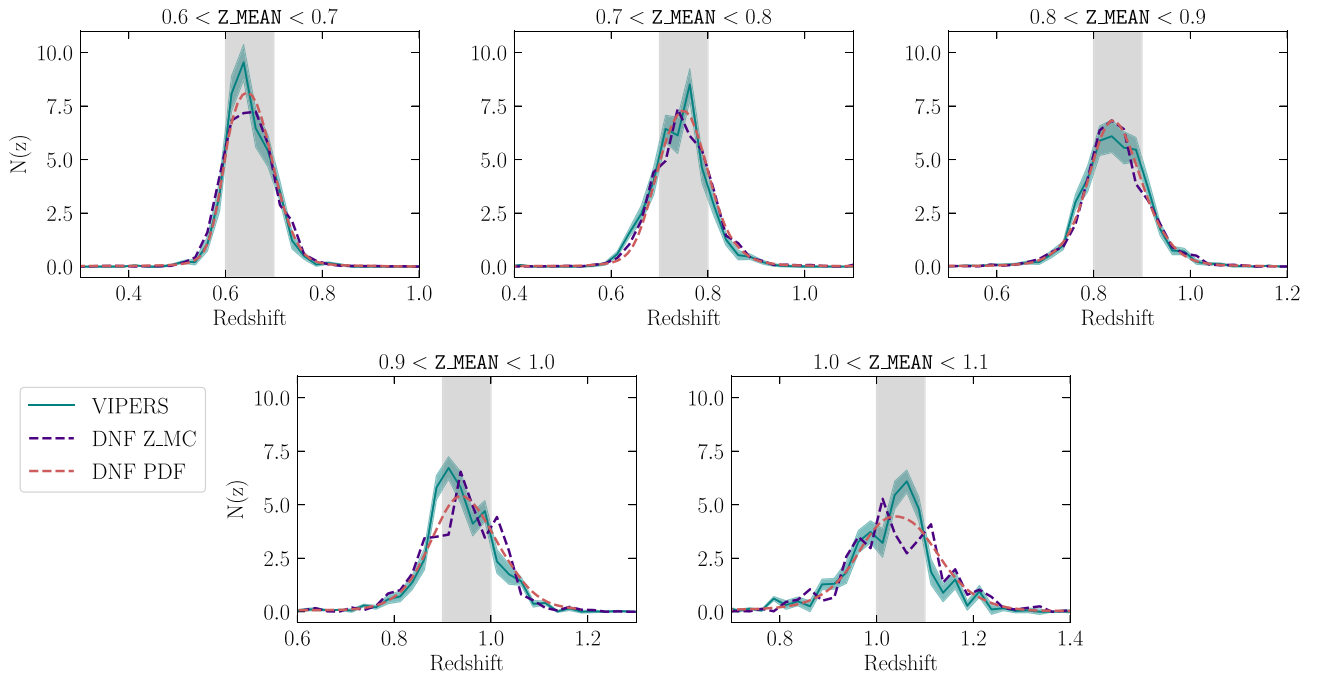 0.6 < Z_MEAN < 0.7
0.7 < Z_MEAN < 0.8
0.8 < Z_MEAN < 0.9
N(z)
10.0
7.5
5.0
2.5
0.0
0.4 0.6 0.8 1.0
Redshift
10.0
7.5
5.0
2.5
0.0
0.4 0.6 0.8 1.0
Redshift
10.0
7.5
5.0
2.5
0.0
0.6 0.8 1.0 1.2
Redshift
VIPERS
DNF Z_MC
DNF PDF
0.9 < Z_MEAN < 1.0
N(z)
10.0
7.5
5.0
2.5
0.0
0.6 0.8 1.0 1.2
Redshift
1.0 < Z_MEAN < 1.1
10.0
7.5
5.0
2.5
0.0
0.8 1.0 1.2 1.4
Redshift